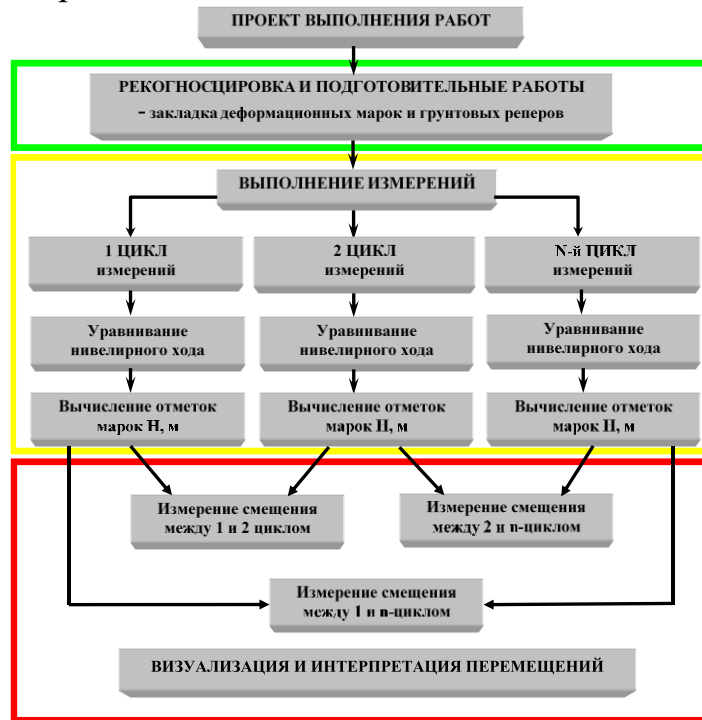 ПРОЕКТ ВЫПОЛНЕНИЯ РАБОТ
РЕКОГНОСЦИРОВКА И ПОДГОТОВИТЕЛЬНЫЕ РАБОТЫ
- закладка деформационных марок и грунтовых реперов
ВЫПОЛНЕНИЕ ИЗМЕРЕНИЙ
1 ЦИКЛ
измерений
2 ЦИКЛ
измерений
N-й ЦИКЛ
измерений
Уравнивание
нивелирного хода
Уравнивание
нивелирного хода
Уравнивание
нивелирного хода
Вычисление отметок
марок Н, м
Вычисление отметок
марок Н, м
Вычисление отметок
марок Н, м
Измерение смещения
между 1 и 2 циклом
Измерение смещения
между 2 и n-циклом
Измерение смещения
между 1 и n-циклом
ВИЗУАЛИЗАЦИЯ И ИНТЕРПРЕТАЦИЯ ПЕРЕМЕЩЕНИЙ